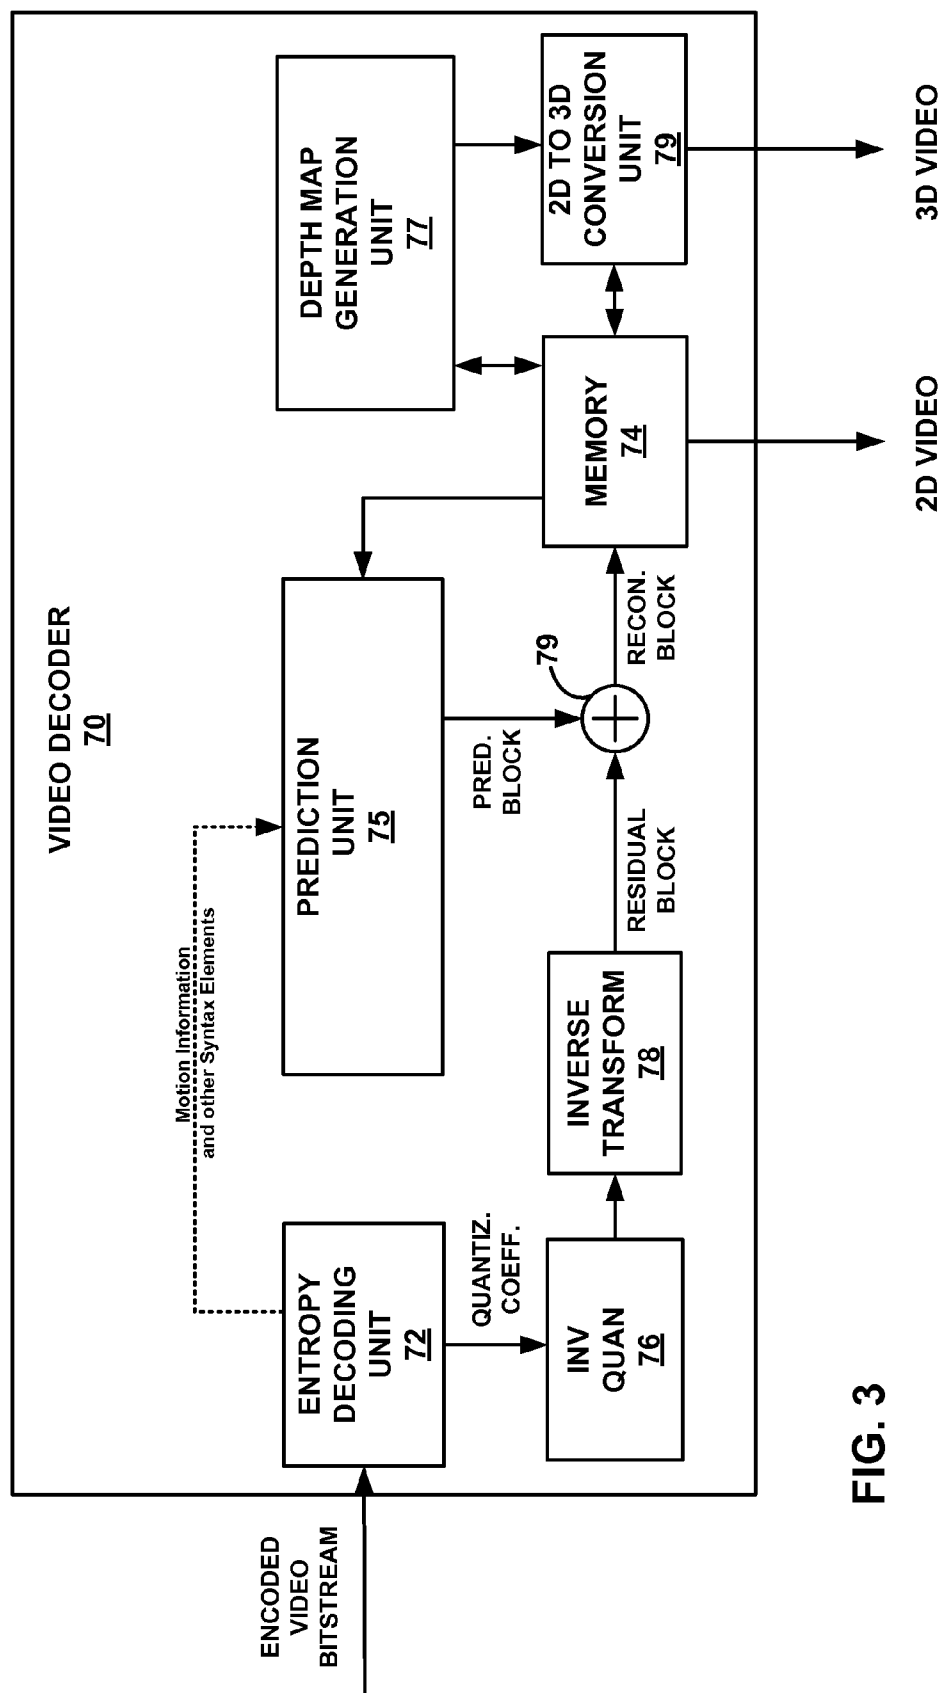 VIDEO DECODER
70
ENCODED
VIDEO
BITSTREAM
ENTROPY
DECODING
UNIT
72
Motion Information
and other Syntax Elements
QUANTIZ.
COEFF.
INV
QUAN
76
INVERSE
TRANSFORM
78
RESIDUAL
BLOCK
PREDICTION
UNIT
75
PRED.
BLOCK
79
RECON.
BLOCK
MEMORY
74
DEPTH MAP
GENERATION
UNIT
77
2D TO 3D
CONVERSION
UNIT
79
2D VIDEO
3D VIDEO
FIG. 3